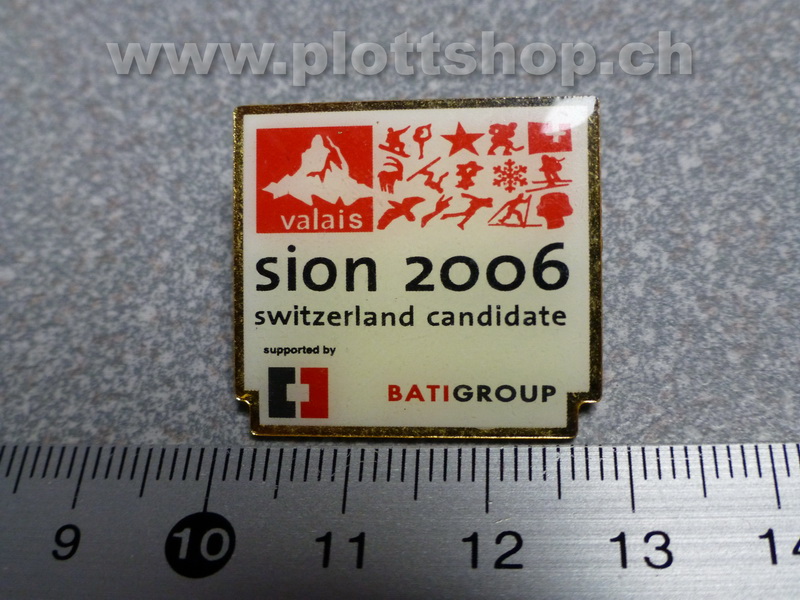 www.plottshop.ch
valais
sion 2006
switzerland candidate
supported by
BATIGROUP
9 10 11 12 13 14